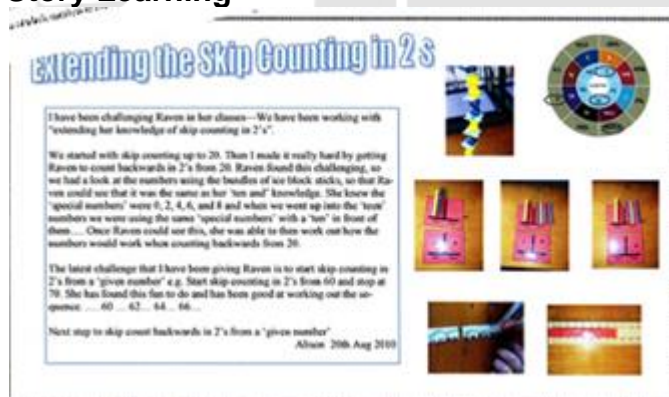 Story Learning
Extending the Skip Counting in 2 s
I have been challenging Raven in her classes—We have been working with
"extending her knowledge of skip counting in 2's".
We started with skip counting up to 20. Then I made it really hard by getting
Raven to count backwards in 2's from 20. Raven found this challenging, so
we had a look at the numbers using the bundles of ice block sticks, so that Ra-
ven could see that it was the same as her 'ten and' knowledge. She knew the
'special numbers' were 0, 2, 4, 6, and 8 and when we went up into the 'teen'
numbers we were using the same 'special numbers' with a 'ten' in front of
them.... Once Raven could see this, she was able to then work out how the
numbers would work when counting backwards from 20.
The latest challenge that I have been giving Raven is to start skip counting in
2's from a 'given number' e.g. Start skip counting in 2's from 60 and stop at
70. She has found this fun to do and has been good at working out the se-
quence. .... 60 ... 62... 64... 66...
Next step to skip count backwards in 2's from a 'given number'
Alison 20th Aug 2010